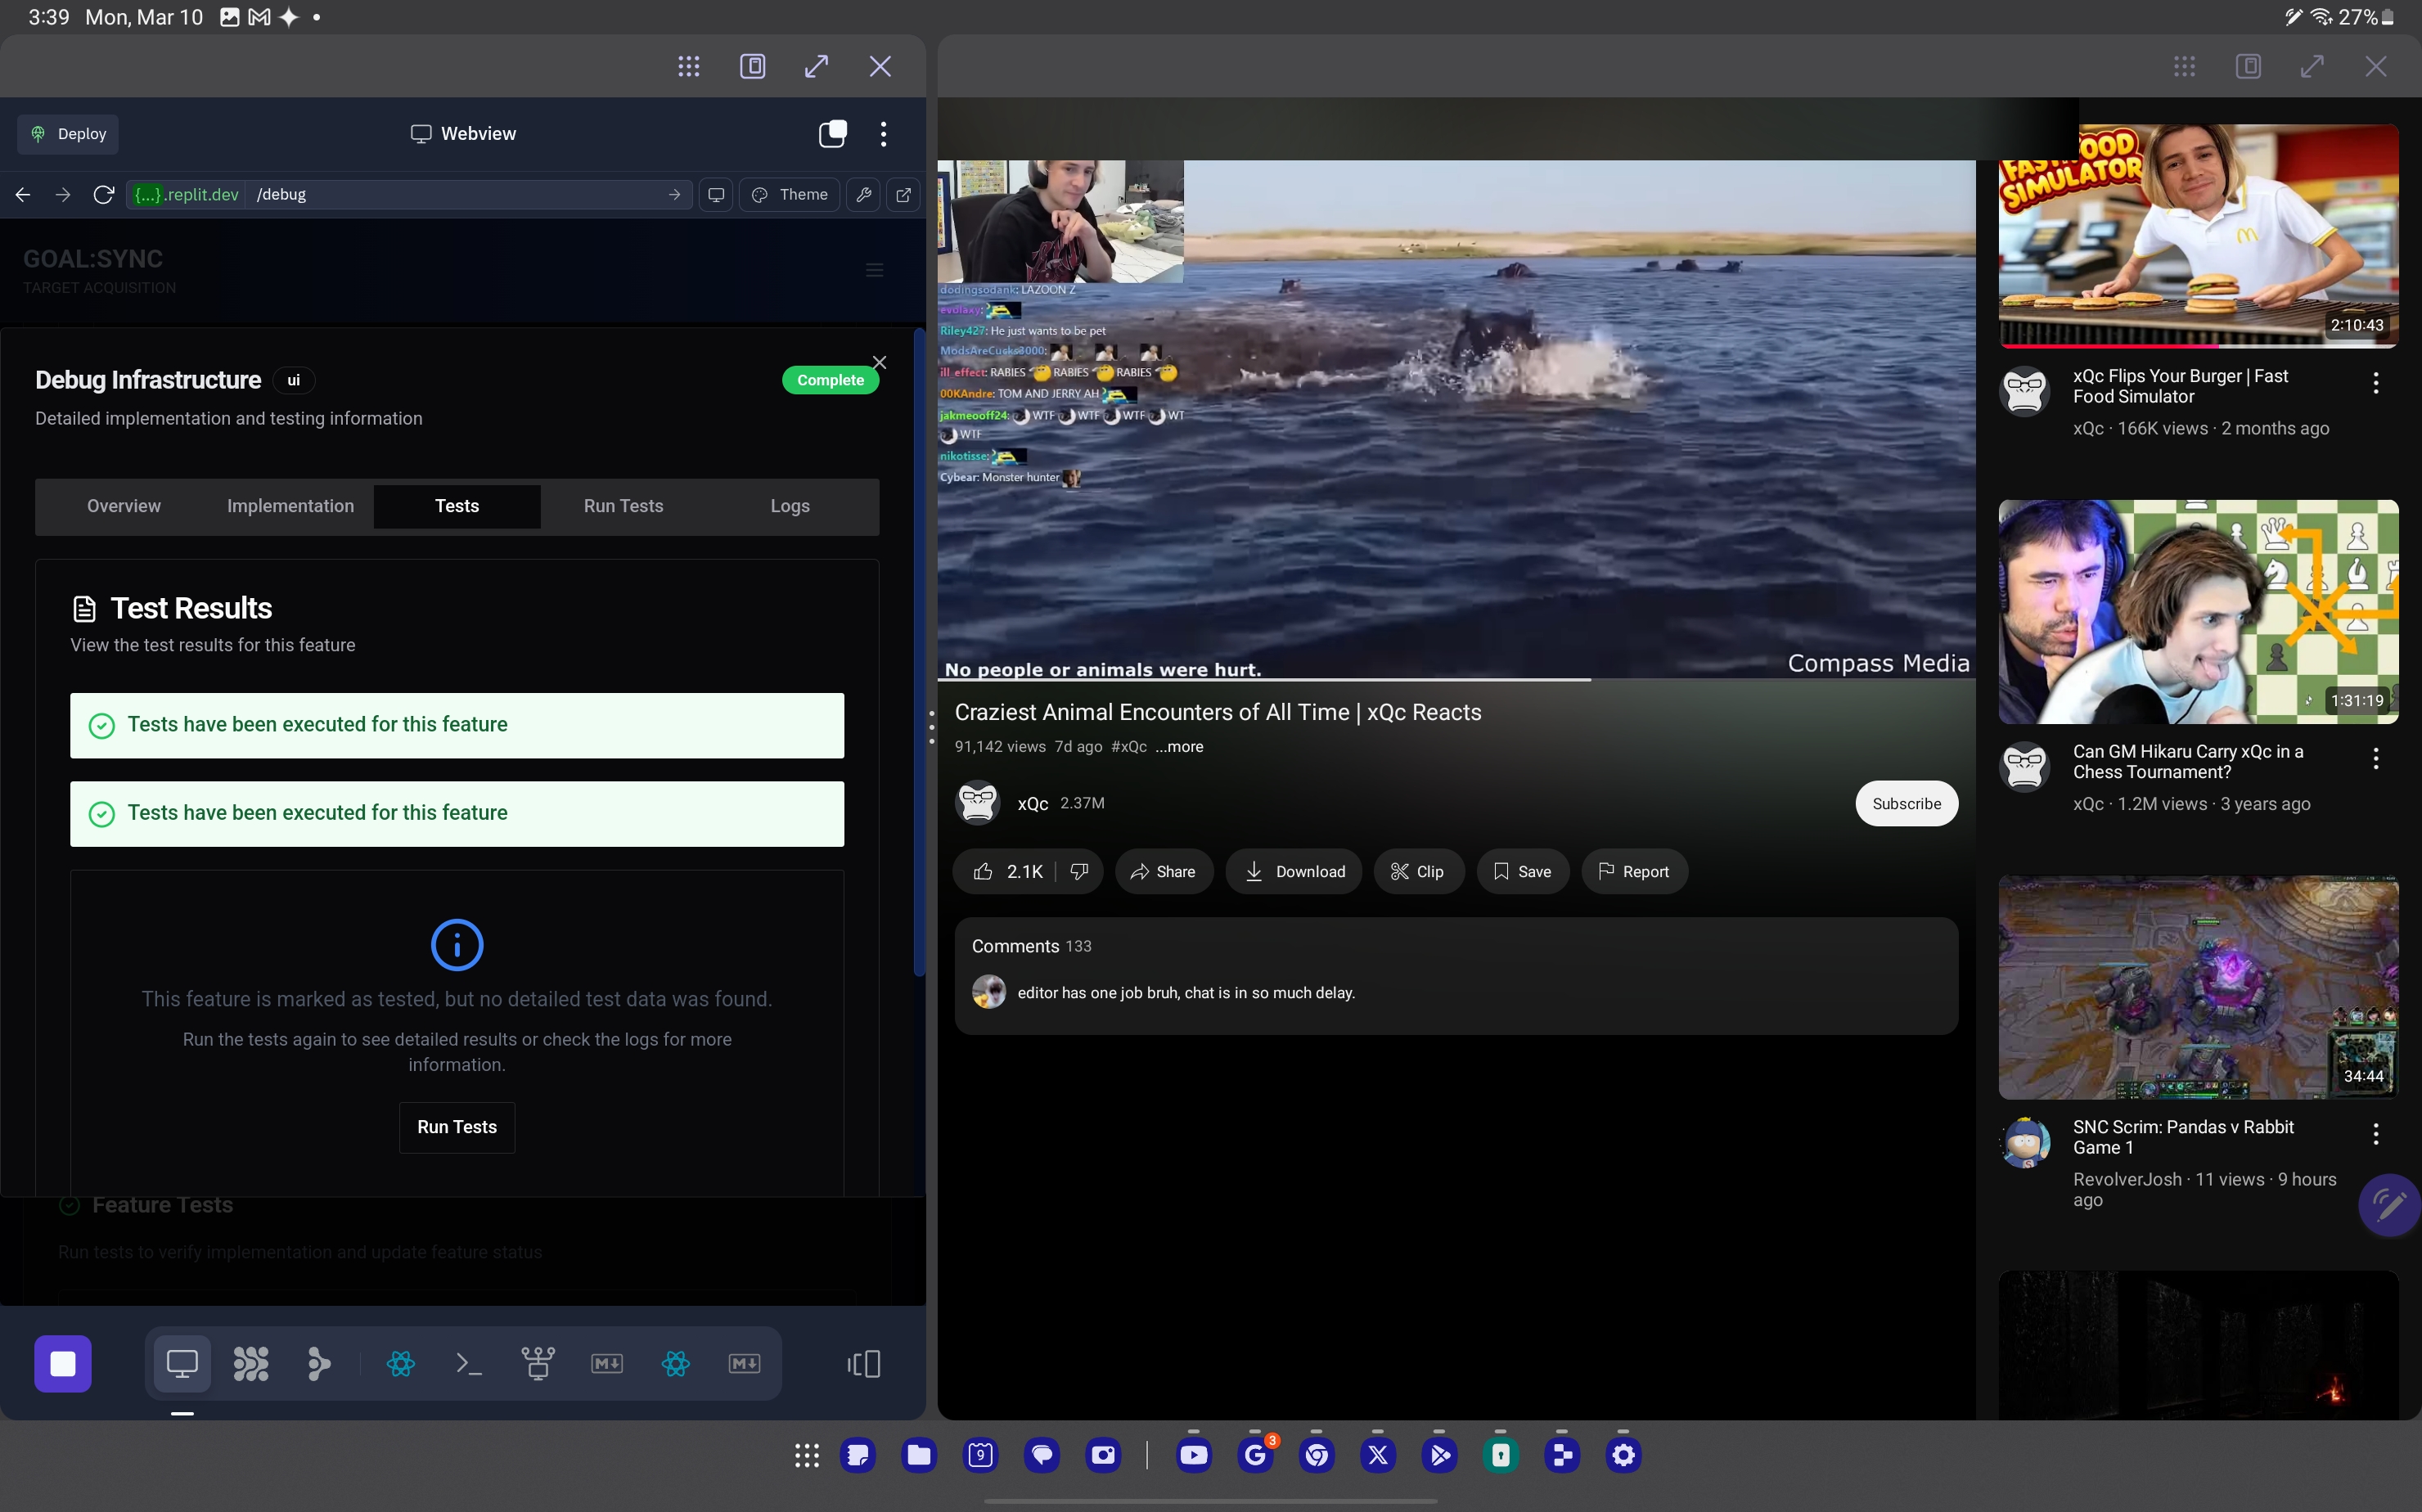 3:39 Mon, Mar 10
27%
Deploy
Webview
{...}.replit.dev
/debug
Theme
GOAL:SYNC
TARGET ACQUISITION
Debug Infrastructure
ui
Complete
Detailed implementation and testing information
Overview
Implementation
Tests
Run Tests
Logs
Test Results
View the test results for this feature
Tests have been executed for this feature
Tests have been executed for this feature
This feature is marked as tested, but no detailed test data was found.
Run the tests again to see detailed results or check the logs for more
information.
Run Tests
Feature Tests
Run tests to verify implementation and update feature status
M↓
M↓
dodingsodank: LAZOON Z
evolaxy:
Riley427: He just wants to be pet
ModsAreCucks3000:
ill_effect: RABIES RABIES RABIES
00KAndre: TOM AND JERRY AH
jakmeooff24: WTF WTF WTF WT
WTF
nikotisse:
Cybear: Monster hunter
No people or animals were hurt.
Compass Media
Craziest Animal Encounters of All Time | xQc Reacts
91,142 views 7d ago #xQc ...more
xQc 2.37M
Subscribe
2.1K
Share
Download
Clip
Save
Report
Comments 133
editor has one job bruh, chat is in so much delay.
FAST FOOD
SIMULATOR
2:10:43
xQc Flips Your Burger | Fast
Food Simulator
xQc · 166K views · 2 months ago
1:31:19
Can GM Hikaru Carry xQc in a
Chess Tournament?
xQc · 1.2M views · 3 years ago
34:44
SNC Scrim: Pandas v Rabbit
Game 1
RevolverJosh · 11 views · 9 hours
ago
9
3